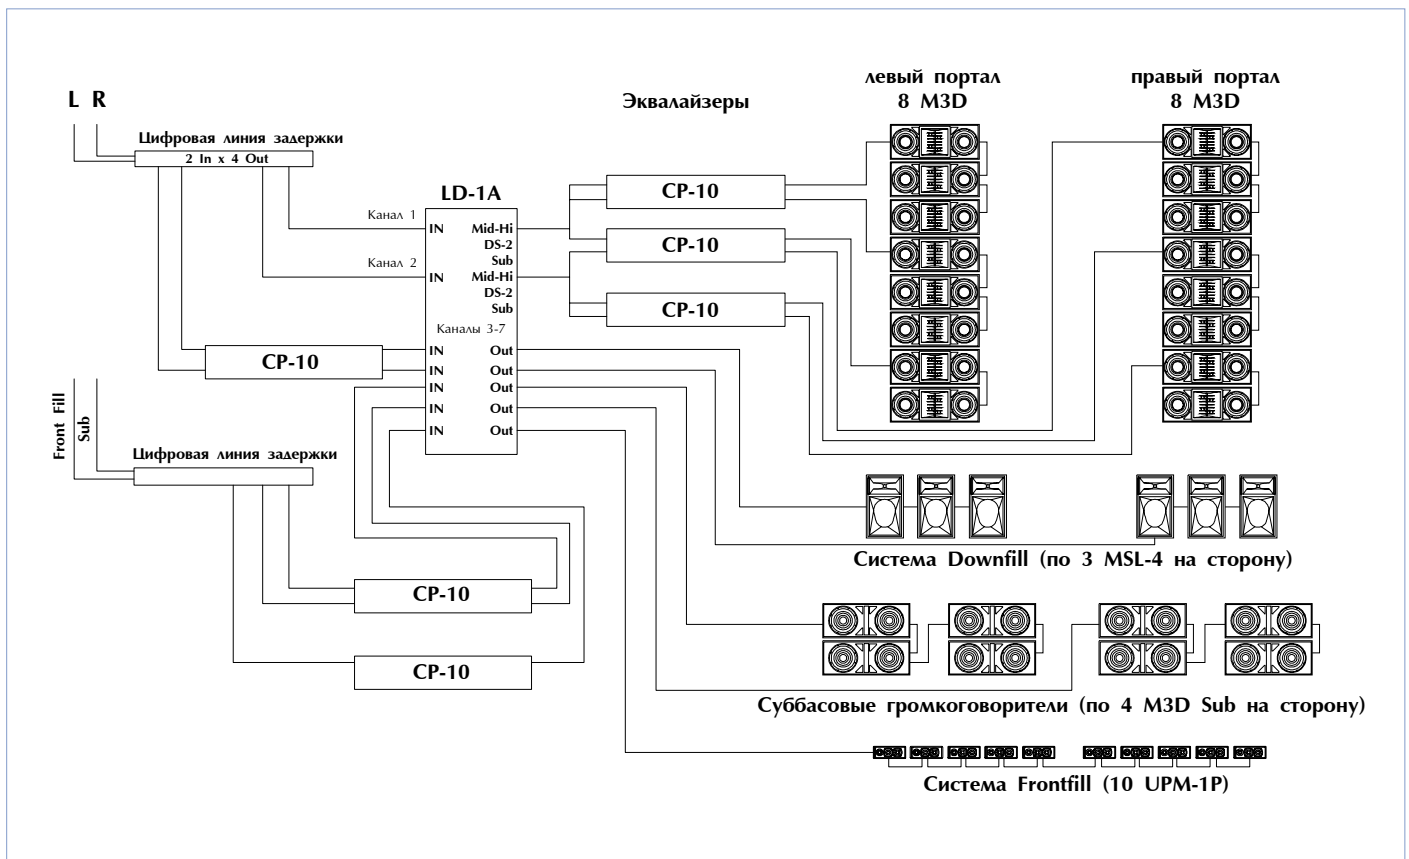 L R
Цифровая линия задержки
2 In x 4 Out
Эквалайзеры
левый портал
8 M3D
правый портал
8 M3D
LD-1A
Канал 1
IN Mid-Hi
DS-2
Sub
Канал 2
IN Mid-Hi
DS-2
Sub
Каналы 3-7
IN Out
IN Out
IN Out
IN Out
IN Out
CP-10
CP-10
CP-10
CP-10
Front Fill
Sub
Цифровая линия задержки
CP-10
CP-10
Система Downfill (по 3 MSL-4 на сторону)
Суббасовые громкоговорители (по 4 M3D Sub на сторону)
Система Frontfill (10 UPM-1P)